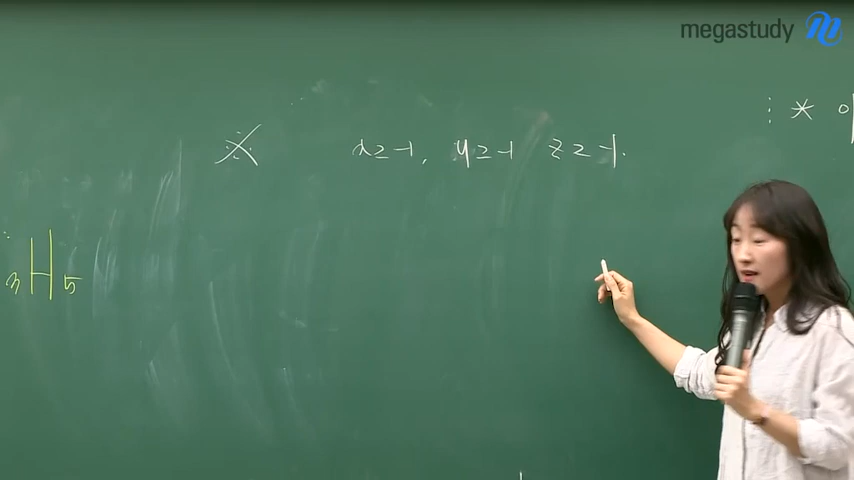 megastudy
※ x ≥ -1, y ≥ -1 z ≥ -1.
₃H₅